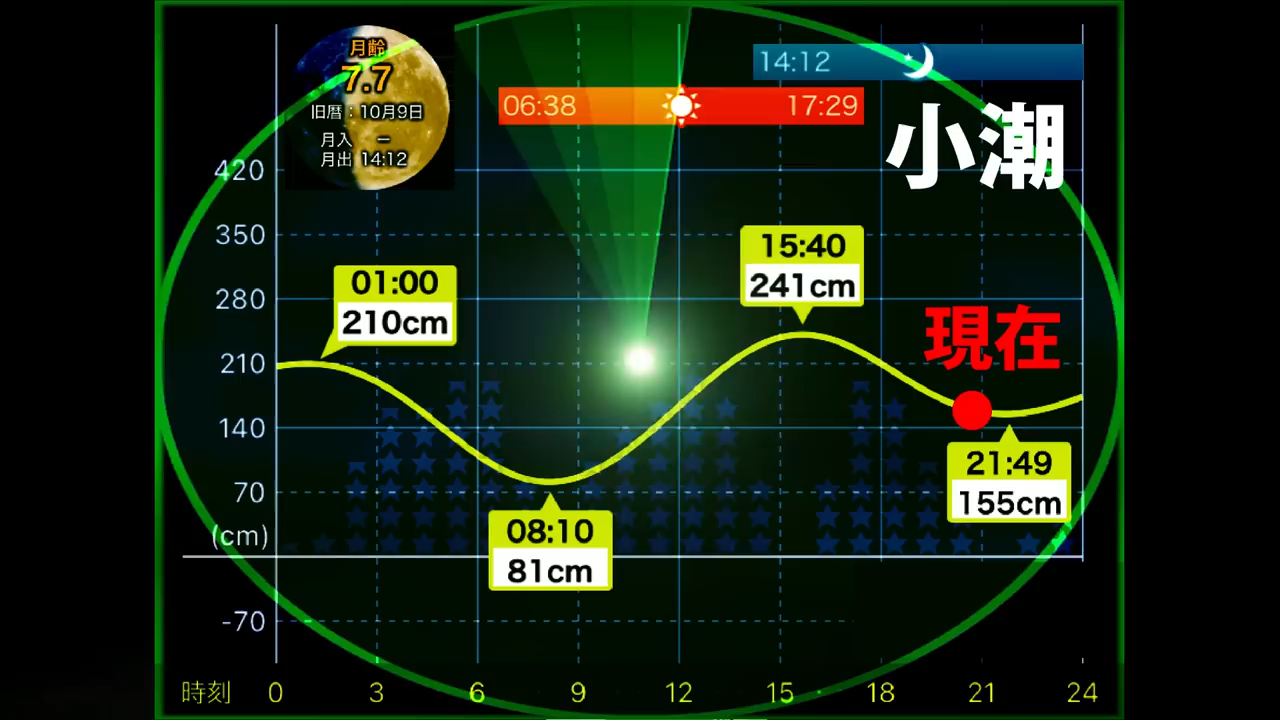 月齢
7.7
旧暦：10月9日
月入 －
月出 14:12
14:12
06:38 17:29
小潮
420
350
280
210
140
70
(cm)
-70
01:00
210cm
15:40
241cm
現在
08:10
81cm
21:49
155cm
時刻 0 3 6 9 12 15 18 21 24